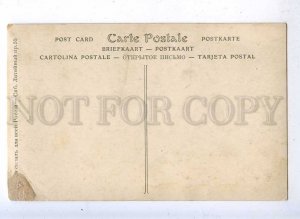 POST CARD Carte Postale POSTKARTE
BRIEFKAART — POSTKAART
CARTOLINA POSTALE — ОТКРЫТОЕ ПИСЬМО — TARJETA POSTAL
NOT FOR COPY